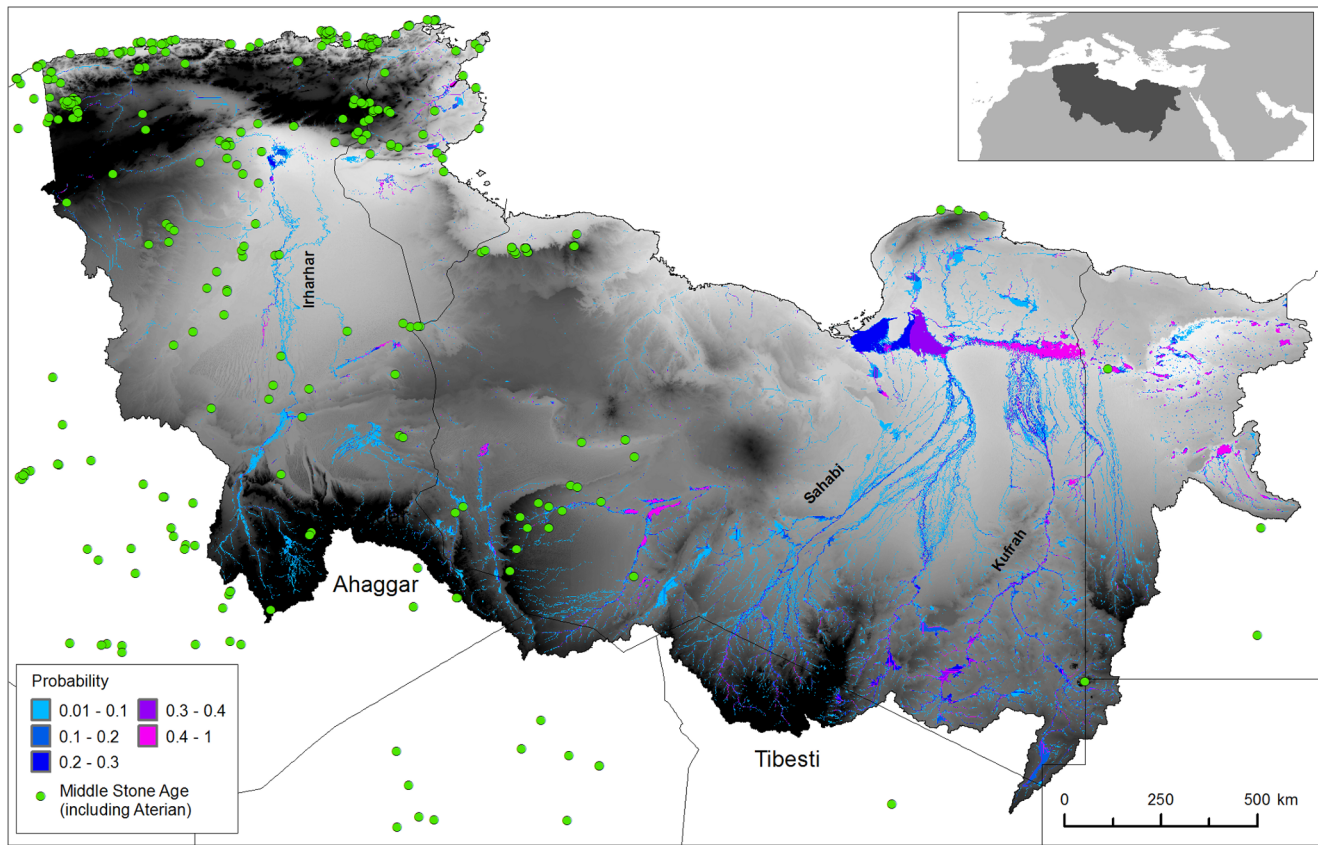 Irharhar
Sahabi
Kufrah
Ahaggar
Tibesti
Probability
0.01 - 0.1
0.3 - 0.4
0.1 - 0.2
0.4 - 1
0.2 - 0.3
Middle Stone Age
(including Aterian)
0 250 500 km